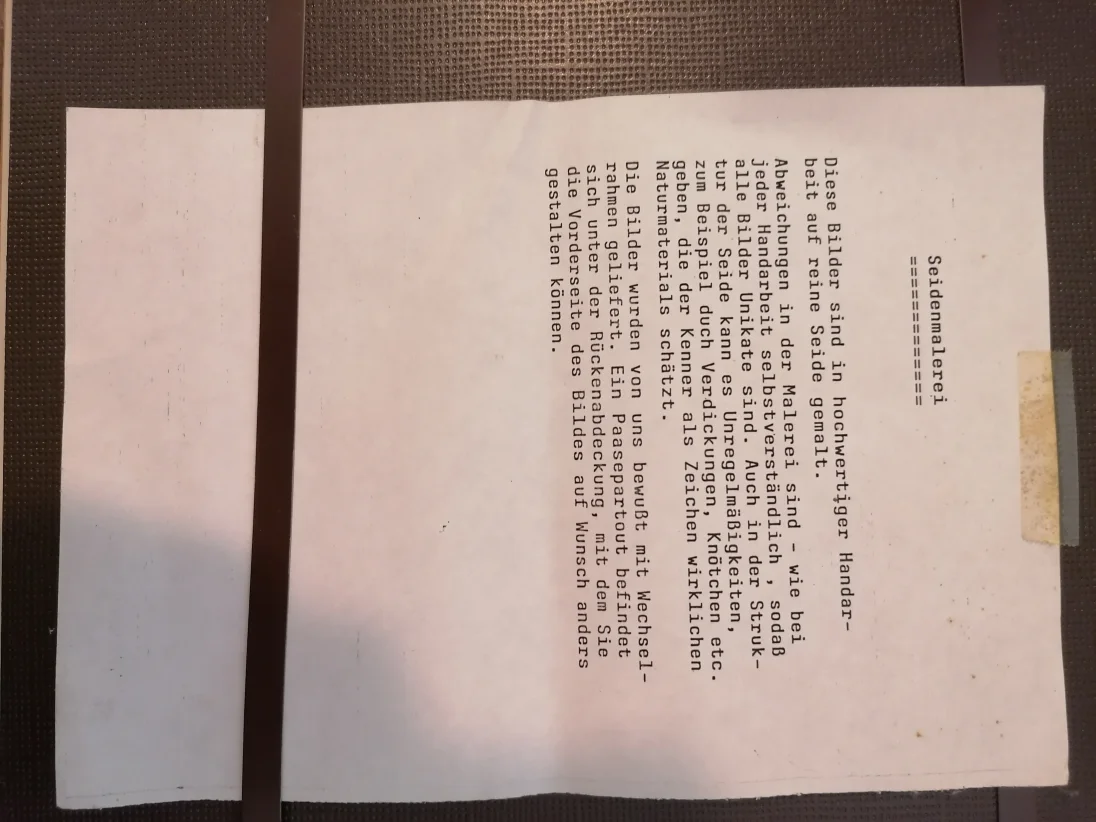 Seidenmalerei
=============
Diese Bilder sind in hochwertiger Handar-
beit auf reine Seide gemalt.
Abweichungen in der Malerei sind - wie bei
jeder Handarbeit selbstverständlich , sodaß
alle Bilder Unikate sind. Auch in der Struk-
tur der Seide kann es Unregelmäßigkeiten,
zum Beispiel duch Verdickungen, Knötchen etc.
geben, die der Kenner als Zeichen wirklichen
Naturmaterials schätzt.
Die Bilder wurden von uns bewußt mit Wechsel-
rahmen geliefert. Ein Paasepartout befindet
sich unter der Rückenabdeckung, mit dem Sie
die Vorderseite des Bildes auf Wunsch anders
gestalten können.